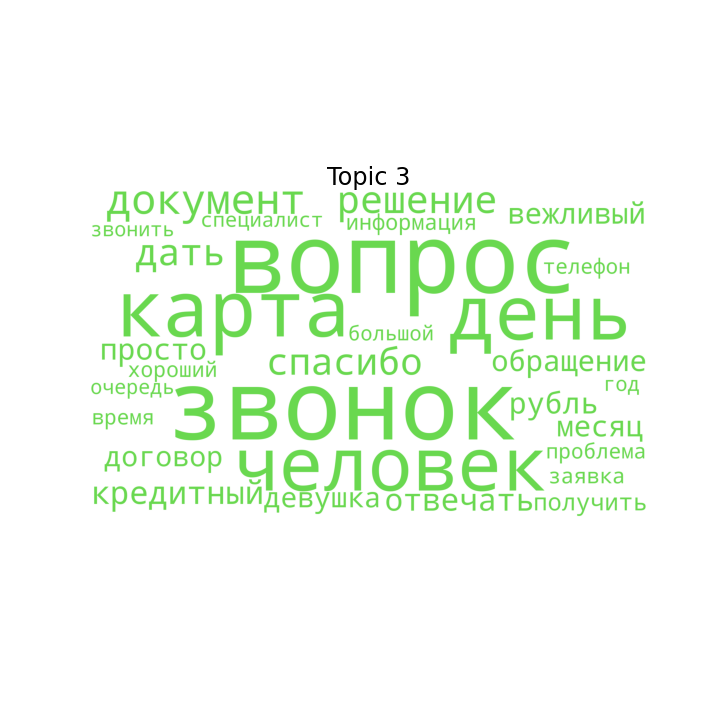 Topic 3
документ решение
специалист информация вежливый
звонить
дать вопрос телефон
карта день
большой
просто спасибо обращение
хороший
очередь звонок год
время рубль месяц
договор человек проблема
заявка
кредитный девушка отвечать получить